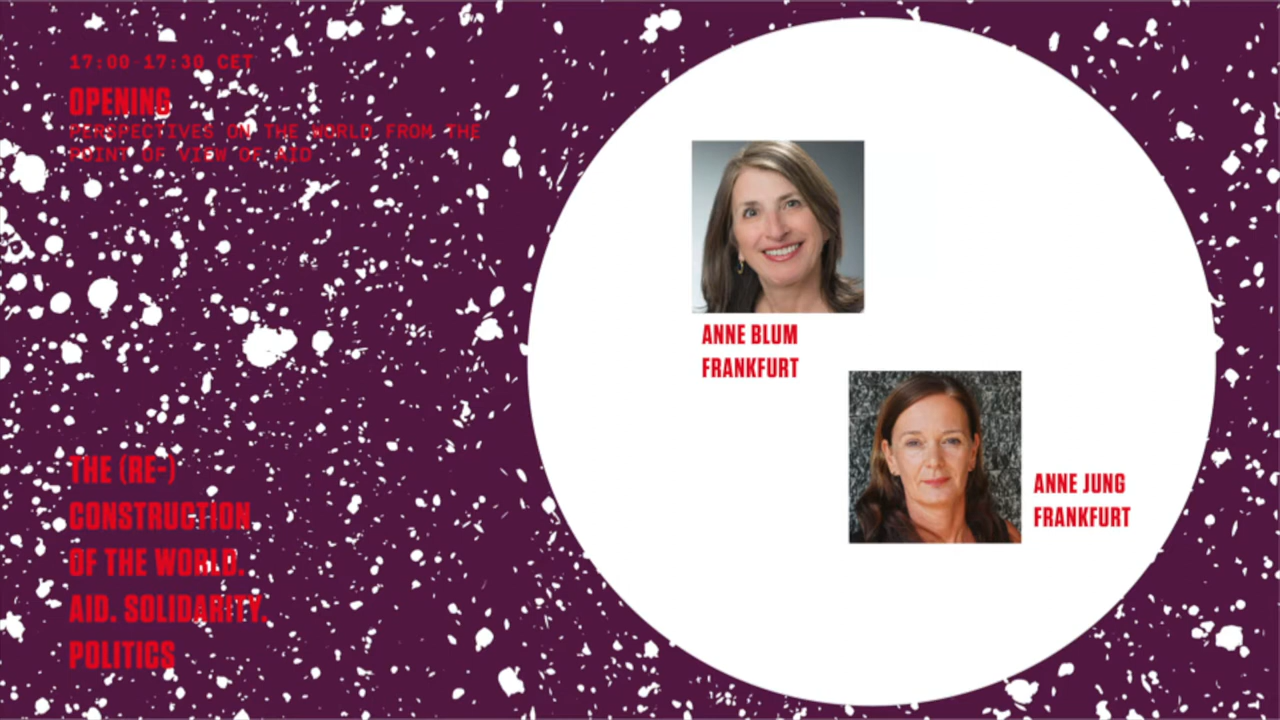 17:00-17:30 CET
OPENING
PERSPECTIVES ON THE WORLD FROM THE
POINT OF VIEW OF AID
ANNE BLUM
FRANKFURT
ANNE JUNG
FRANKFURT
THE (RE-)
CONSTRUCTION
OF THE WORLD.
AID. SOLIDARITY.
POLITICS